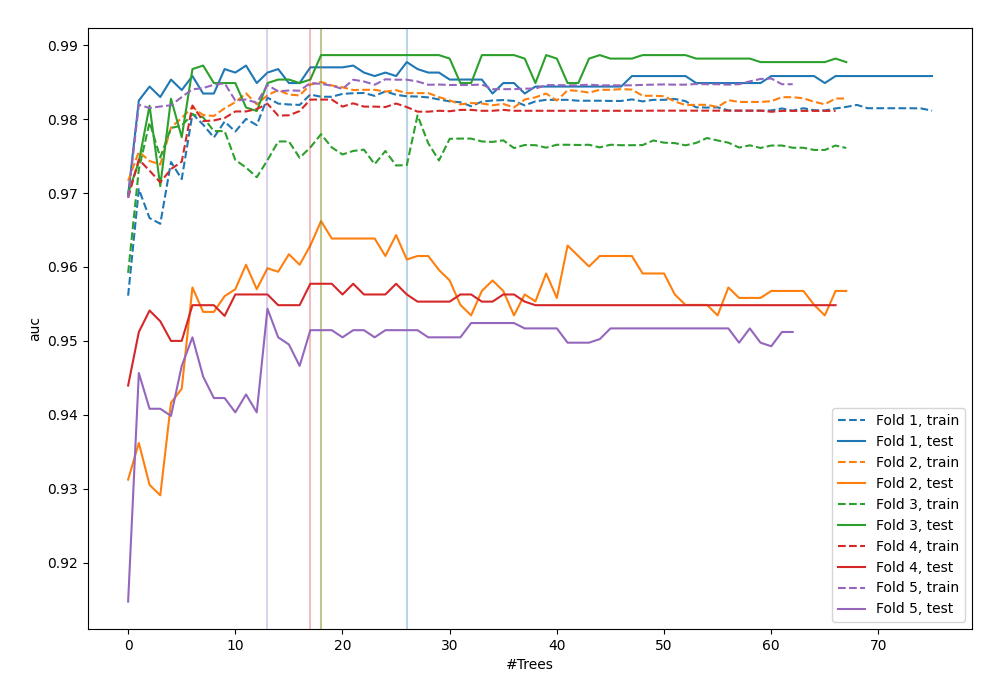 0.99
0.98
0.97
0.96
0.95
0.94
0.93
0.92
auc
0 10 20 30 40 50 60 70
#Trees
Fold 1, train
Fold 1, test
Fold 2, train
Fold 2, test
Fold 3, train
Fold 3, test
Fold 4, train
Fold 4, test
Fold 5, train
Fold 5, test